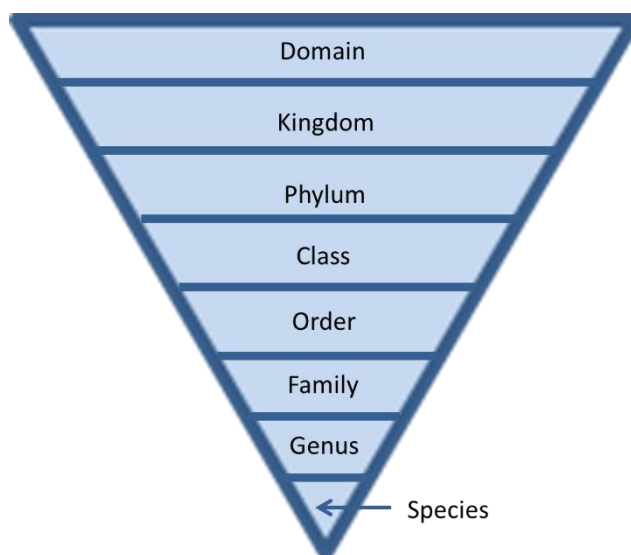 Domain
Kingdom
Phylum
Class
Order
Family
Genus
Species